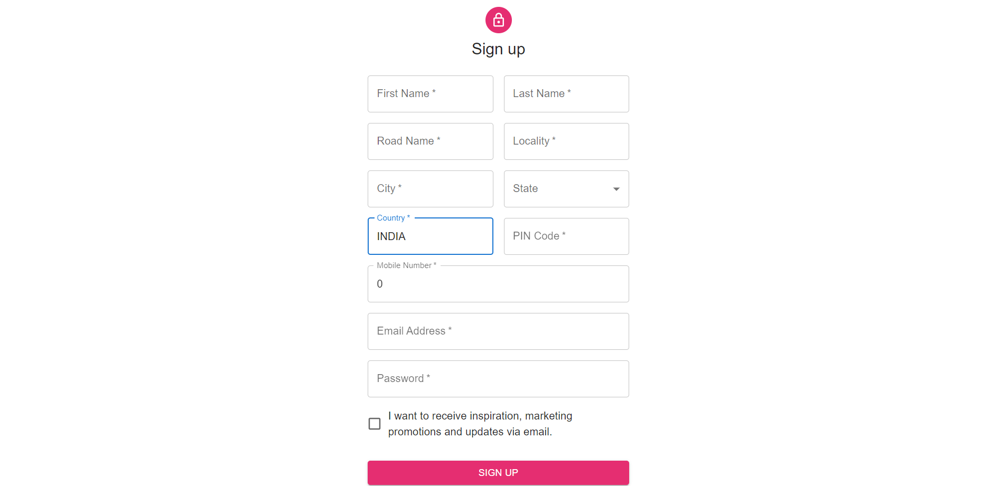 Sign up
First Name *
Last Name *
Road Name *
Locality *
City *
State
Country *
INDIA
PIN Code *
Mobile Number *
0
Email Address *
Password *
I want to receive inspiration, marketing
promotions and updates via email.
SIGN UP